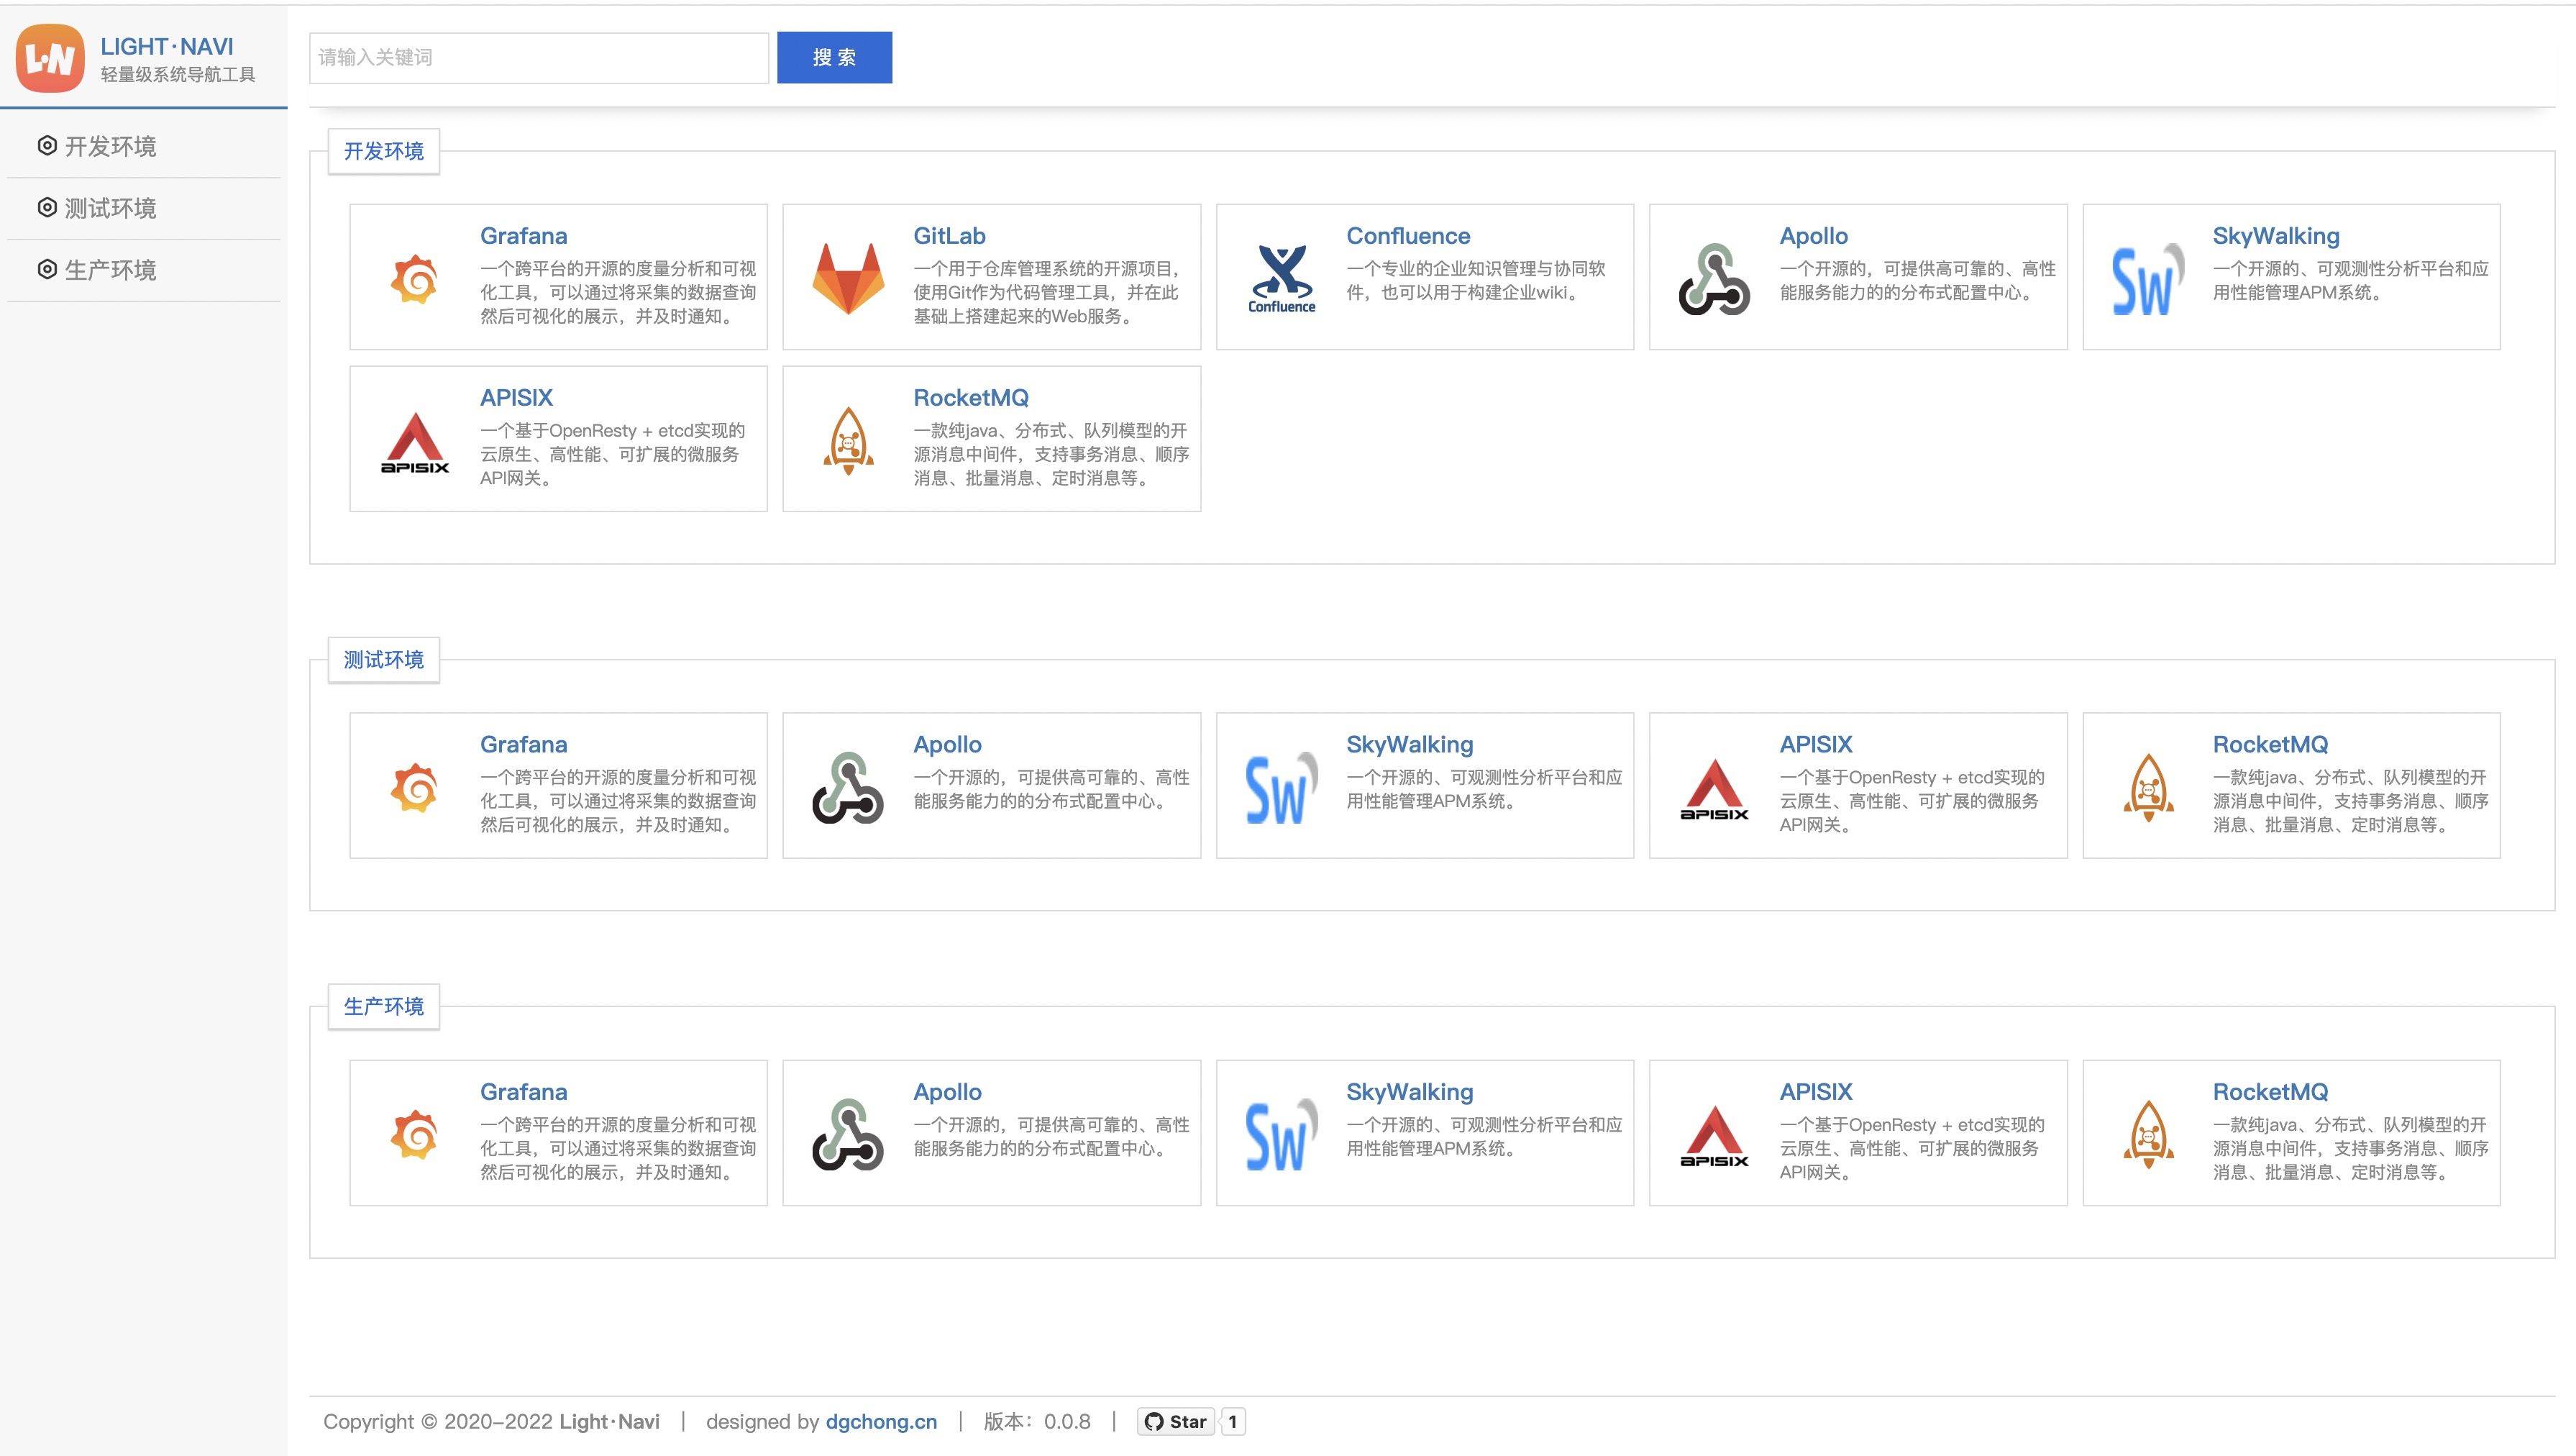 L·N
LIGHT·NAVI
轻量级系统导航工具
请输入关键词
搜 索
开发环境
测试环境
生产环境
开发环境
Grafana
一个跨平台的开源的度量分析和可视
化工具，可以通过将采集的数据查询
然后可视化的展示，并及时通知。
GitLab
一个用于仓库管理系统的开源项目，
使用Git作为代码管理工具，并在此
基础上搭建起来的Web服务。
Confluence
Confluence
一个专业的企业知识管理与协同软
件，也可以用于构建企业wiki。
Apollo
一个开源的，可提供高可靠的、高性
能服务能力的的分布式配置中心。
Sw
SkyWalking
一个开源的、可观测性分析平台和应
用性能管理APM系统。
APISIX
APISIX
一个基于OpenResty + etcd实现的
云原生、高性能、可扩展的微服务
API网关。
RocketMQ
一款纯java、分布式、队列模型的开
源消息中间件，支持事务消息、顺序
消息、批量消息、定时消息等。
测试环境
Grafana
一个跨平台的开源的度量分析和可视
化工具，可以通过将采集的数据查询
然后可视化的展示，并及时通知。
Apollo
一个开源的，可提供高可靠的、高性
能服务能力的的分布式配置中心。
Sw
SkyWalking
一个开源的、可观测性分析平台和应
用性能管理APM系统。
APISIX
APISIX
一个基于OpenResty + etcd实现的
云原生、高性能、可扩展的微服务
API网关。
RocketMQ
一款纯java、分布式、队列模型的开
源消息中间件，支持事务消息、顺序
消息、批量消息、定时消息等。
生产环境
Grafana
一个跨平台的开源的度量分析和可视
化工具，可以通过将采集的数据查询
然后可视化的展示，并及时通知。
Apollo
一个开源的，可提供高可靠的、高性
能服务能力的的分布式配置中心。
Sw
SkyWalking
一个开源的、可观测性分析平台和应
用性能管理APM系统。
APISIX
APISIX
一个基于OpenResty + etcd实现的
云原生、高性能、可扩展的微服务
API网关。
RocketMQ
一款纯java、分布式、队列模型的开
源消息中间件，支持事务消息、顺序
消息、批量消息、定时消息等。
Copyright © 2020-2022 Light·Navi | designed by dgchong.cn | 版本：0.0.8 | Star 1